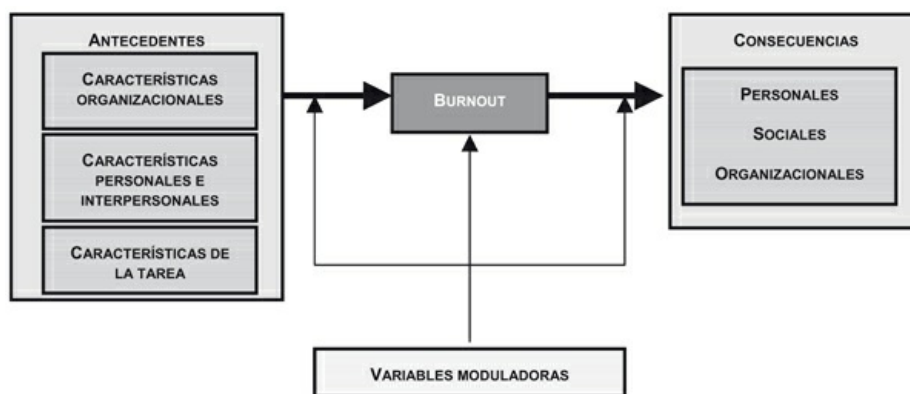 ANTECEDENTES
CARACTERÍSTICAS
ORGANIZACIONALES
CARACTERÍSTICAS
PERSONALES E
INTERPERSONALES
CARACTERÍSTICAS DE
LA TAREA
BURNOUT
CONSECUENCIAS
PERSONALES
SOCIALES
ORGANIZACIONALES
VARIABLES MODULADORAS